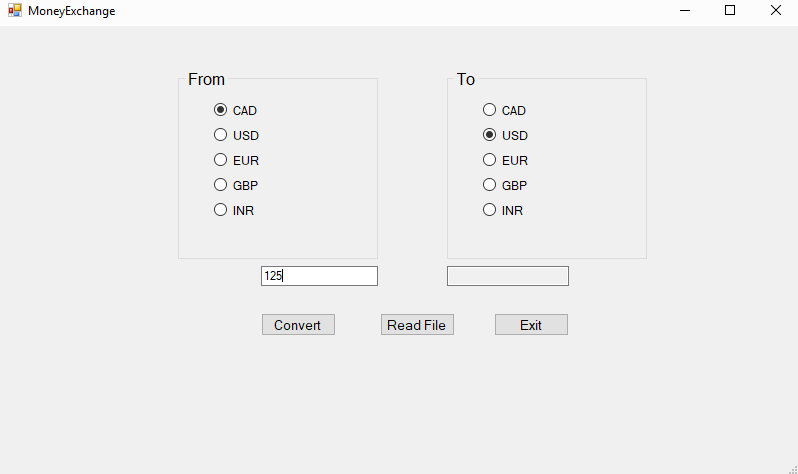 MoneyExchange
From
CAD
USD
EUR
GBP
INR
To
CAD
USD
EUR
GBP
INR
125
Convert
Read File
Exit